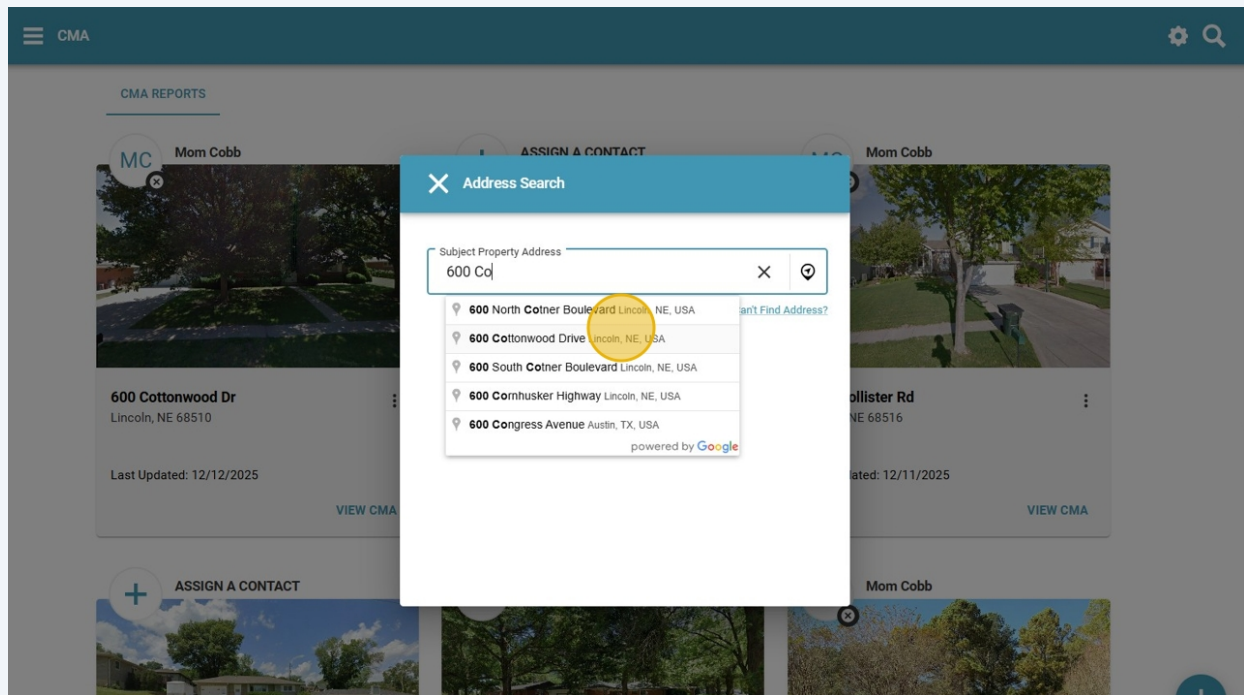 CMA
CMA REPORTS
MC
Mom Cobb
ASSIGN A CONTACT
Mom Cobb
Address Search
Subject Property Address
600 Co
600 North Cotner Boulevard Lincoln, NE, USA
an't Find Address?
600 Cottonwood Drive Lincoln, NE, USA
600 South Cotner Boulevard Lincoln, NE, USA
600 Cornhusker Highway Lincoln, NE, USA
600 Congress Avenue Austin, TX, USA
powered by Google
600 Cottonwood Dr
Lincoln, NE 68510
ollister Rd
NE 68516
Last Updated: 12/12/2025
ated: 12/11/2025
VIEW CMA
VIEW CMA
ASSIGN A CONTACT
Mom Cobb